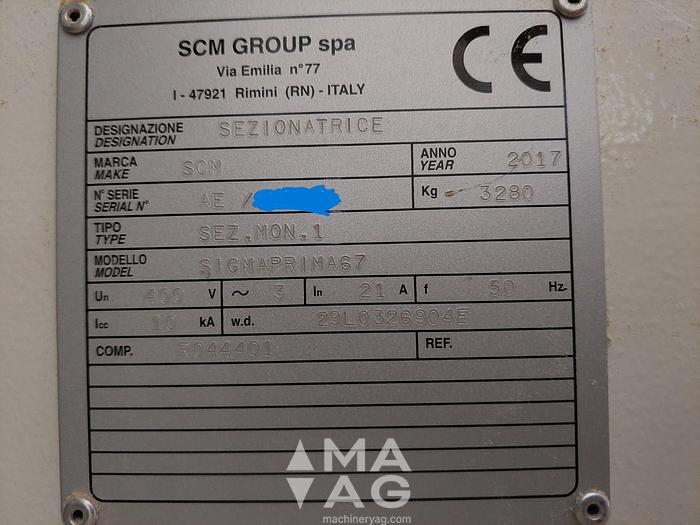 SCM GROUP spa
Via Emilia n°77
I - 47921 Rimini (RN) - ITALY
CE
DESIGNAZIONE SEZIONATRICE
DESIGNATION
MARCA SCM ANNO 2017
MAKE YEAR
N° SERIE AE / Kg 3280
SERIAL N°
TIPO SEZ.MON.1
TYPE
MODELLO SIGMAPRIMA67
MODEL
Un 400 V ~ 3 In 21 A f 50 Hz
Icc 10 kA w.d. 29L0326904E
COMP. REF.
MA
AG
machineryag.com